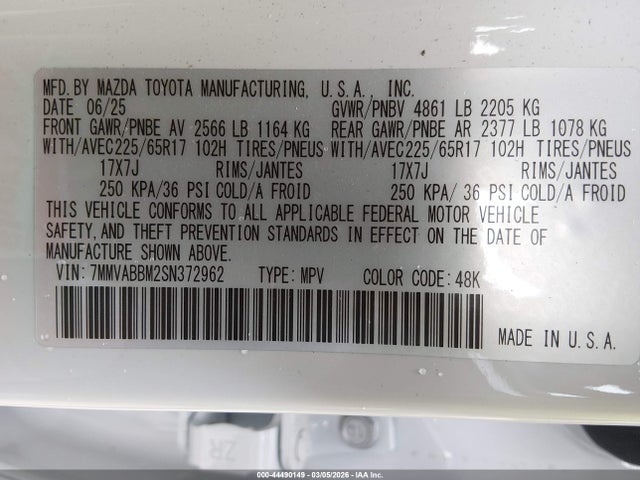 MFD. BY MAZDA TOYOTA MANUFACTURING, U.S.A., INC.
DATE 06/25 GVWR/PNBV 4861 LB 2205 KG
FRONT GAWR/PNBE AV 2566 LB 1164 KG REAR GAWR/PNBE AR 2377 LB 1078 KG
WITH/AVEC225/65R17 102H TIRES/PNEUS WITH/AVEC225/65R17 102H TIRES/PNEUS
17X7J RIMS/JANTES 17X7J RIMS/JANTES
250 KPA/36 PSI COLD/A FROID 250 KPA/ 36 PSI COLD/A FROID
THIS VEHICLE CONFORMS TO ALL APPLICABLE FEDERAL MOTOR VEHICLE
SAFETY, AND THEFT PREVENTION STANDARDS IN EFFECT ON THE DATE OF
MANUFACTURE SHOWN ABOVE.
VIN: 7MMVABBM2SN372962 TYPE: MPV COLOR CODE: 48K
MADE IN U.S.A.
ZR
000-44490149 - 03/05/2026 - IAA Inc.